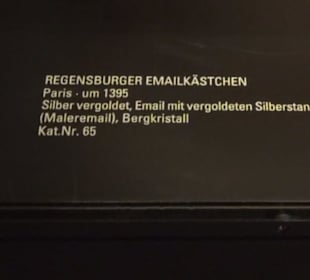 REGENSBURGER EMAILKÄSTCHEN
Paris · um 1395
Silber vergoldet, Email mit vergoldeten Silberstan
(Maleremail), Bergkristall
Kat.Nr. 65